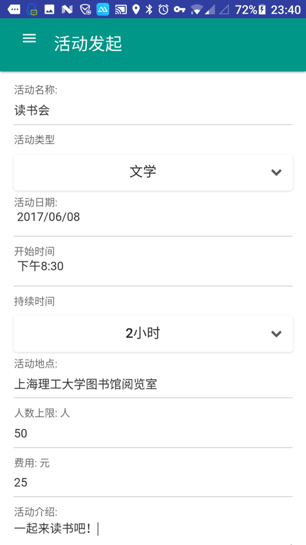 72% 23:40
活动发起
活动名称:
读书会
活动类型
文学
活动日期:
2017/06/08
开始时间
下午8:30
持续时间
2小时
活动地点:
上海理工大学图书馆阅览室
人数上限: 人
50
费用: 元
25
活动介绍:
一起来读书吧!